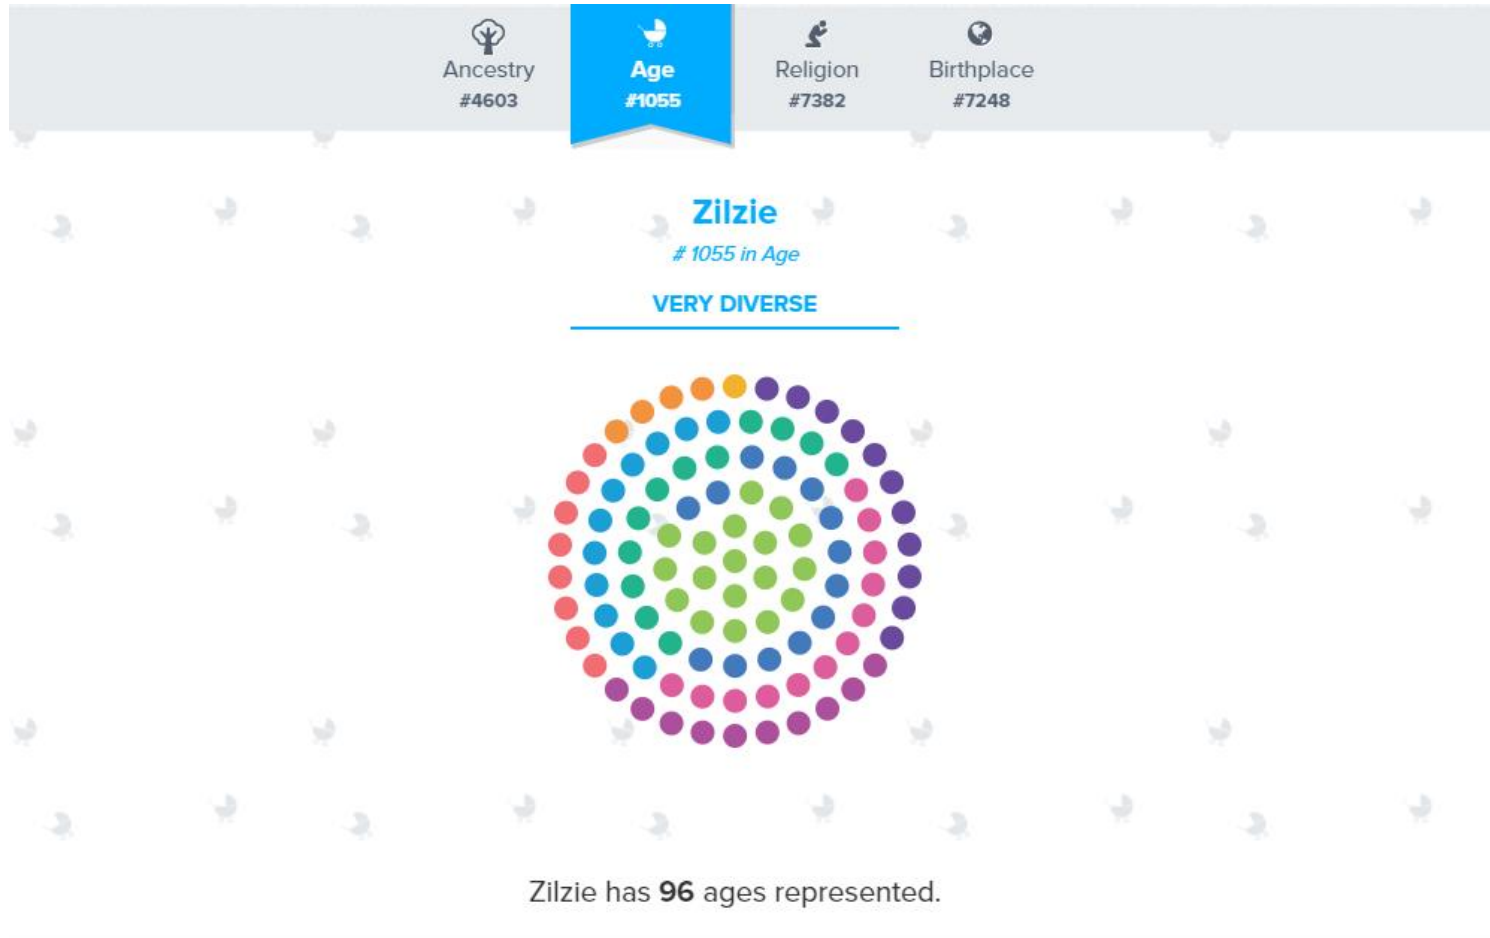 Ancestry
#4603
Age
#1055
Religion
#7382
Birthplace
#7248
Zilzie
# 1055 in Age
VERY DIVERSE
Zilzie has 96 ages represented.